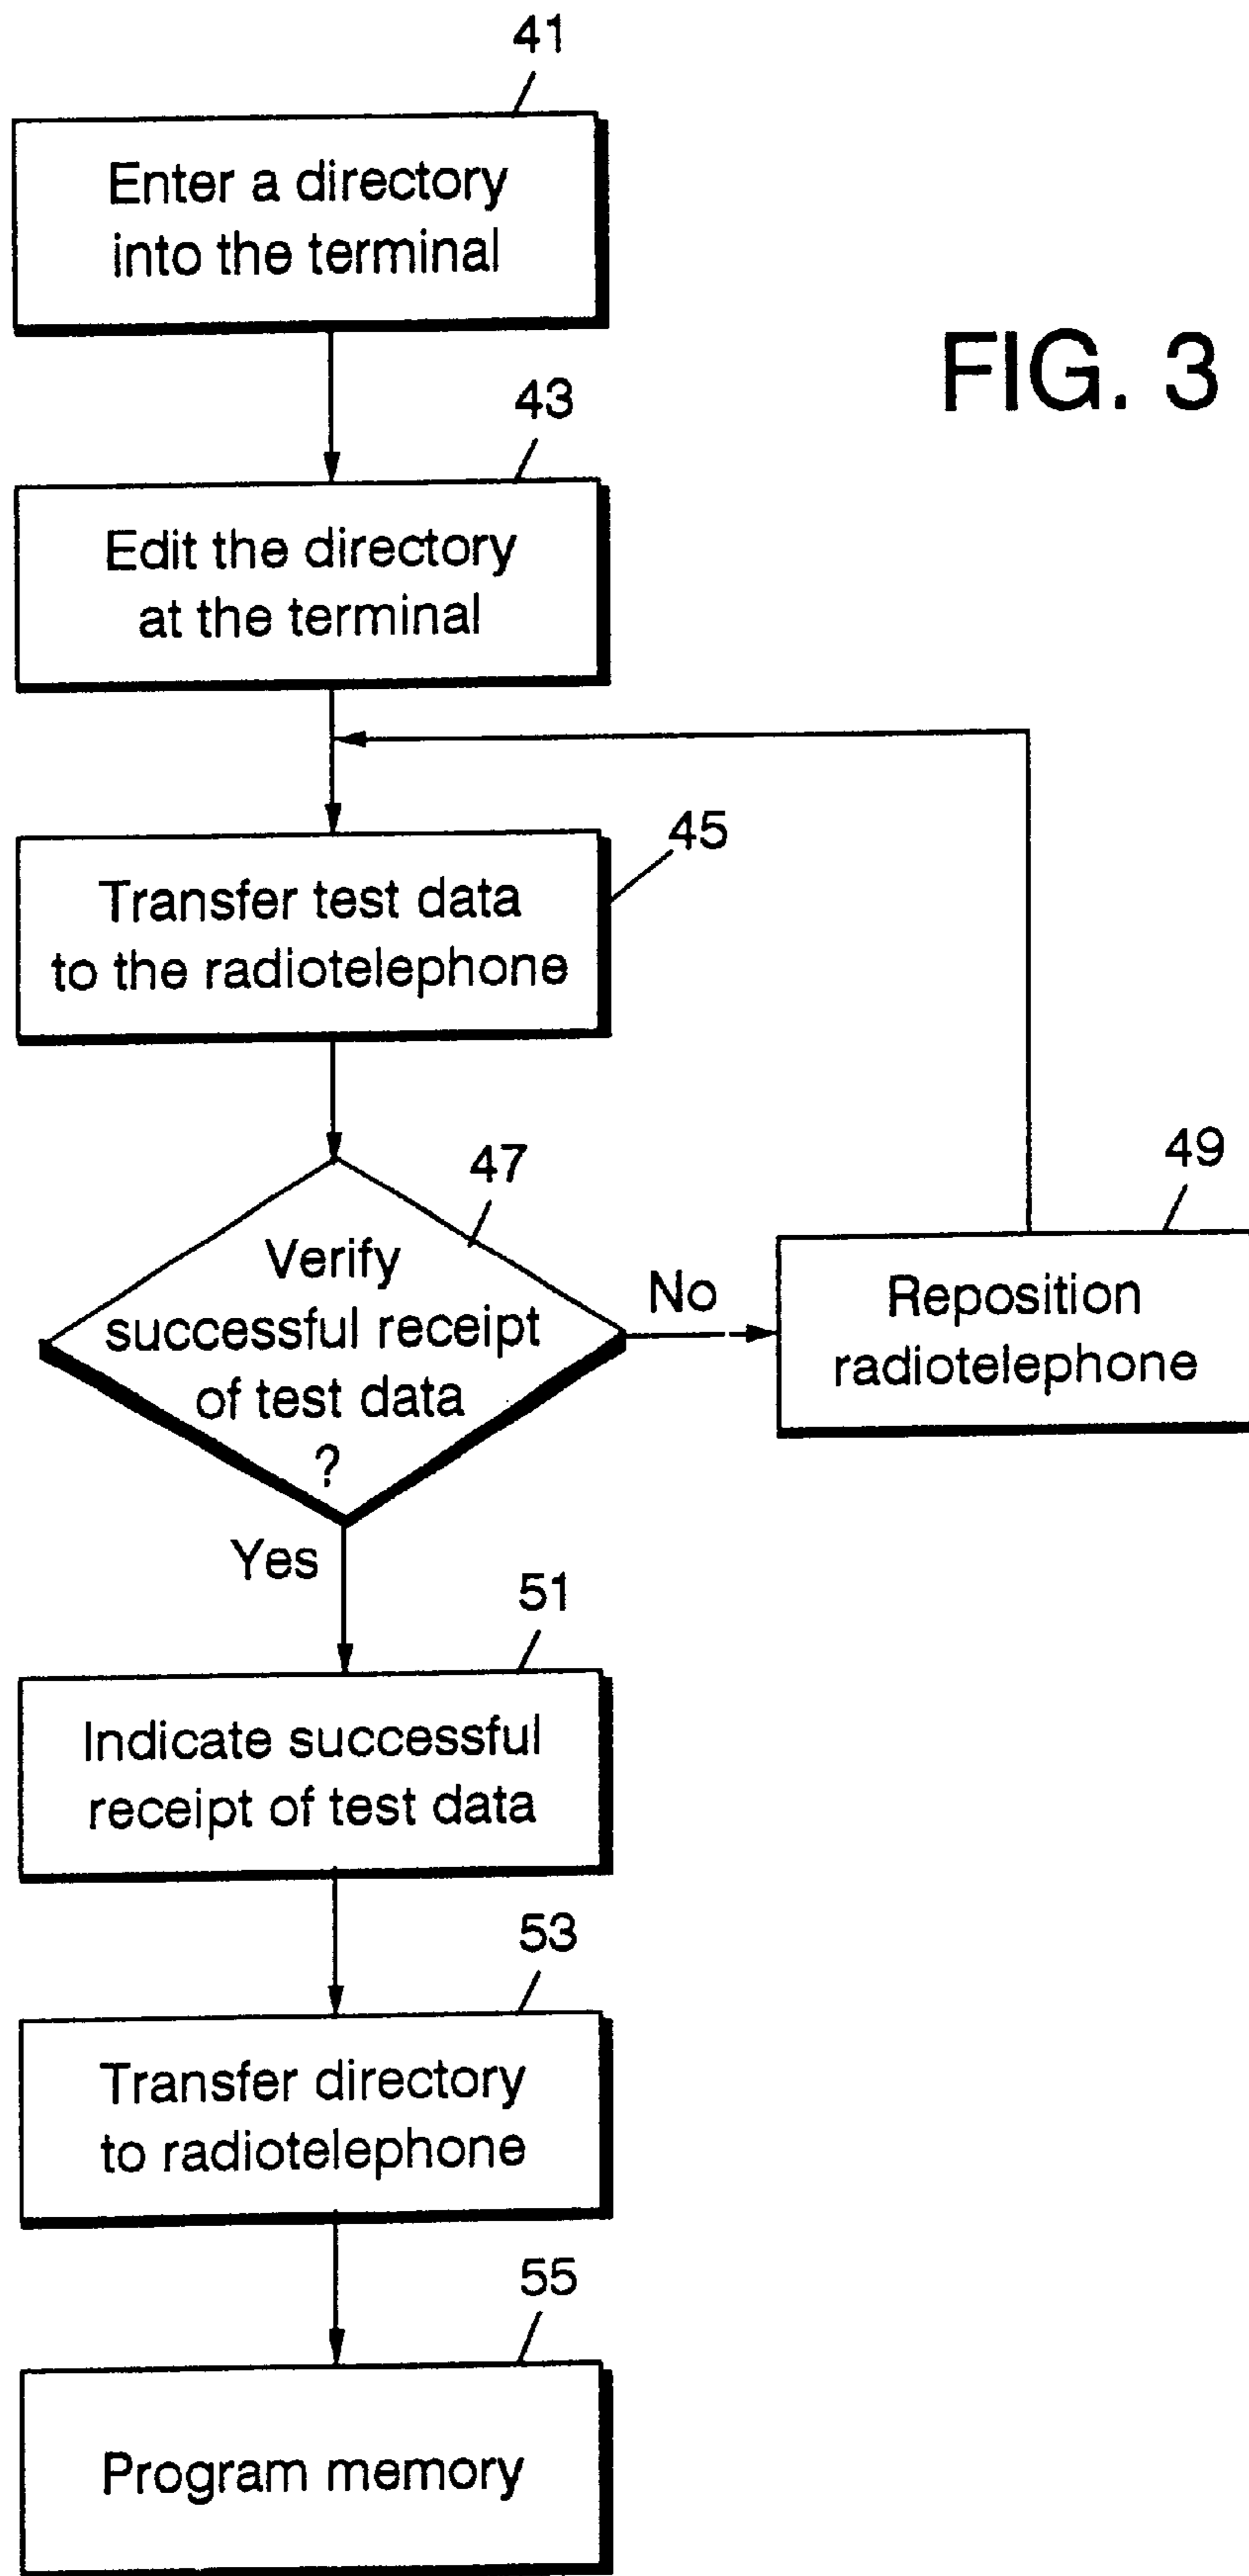 41
Enter a directory
into the terminal
FIG. 3
43
Edit the directory
at the terminal
45
Transfer test data
to the radiotelephone
47
Verify
successful receipt
of test data
?
No
49
Reposition
radiotelephone
Yes
51
Indicate successful
receipt of test data
53
Transfer directory
to radiotelephone
55
Program memory